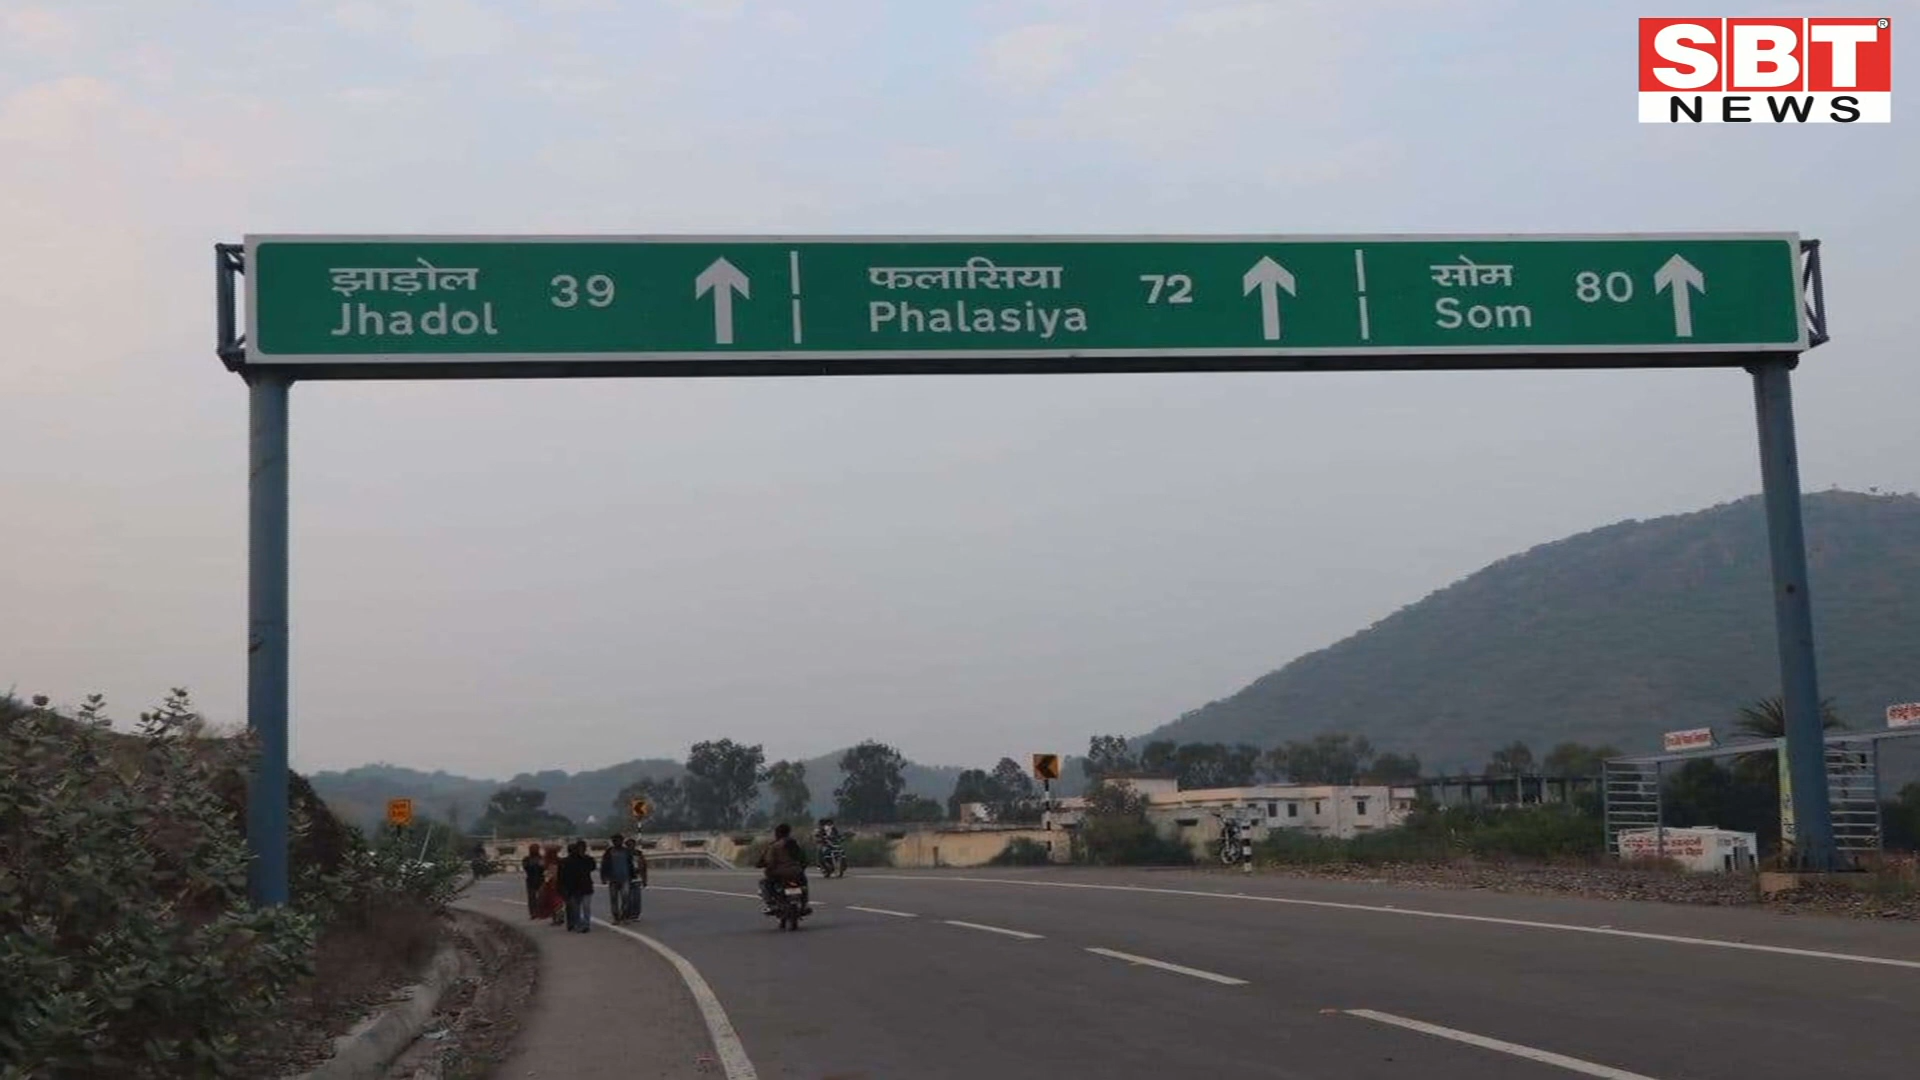 SBT
NEWS
झाड़ोल 39
Jhadol
फलासिया 72
Phalasiya
सोम 80
Som